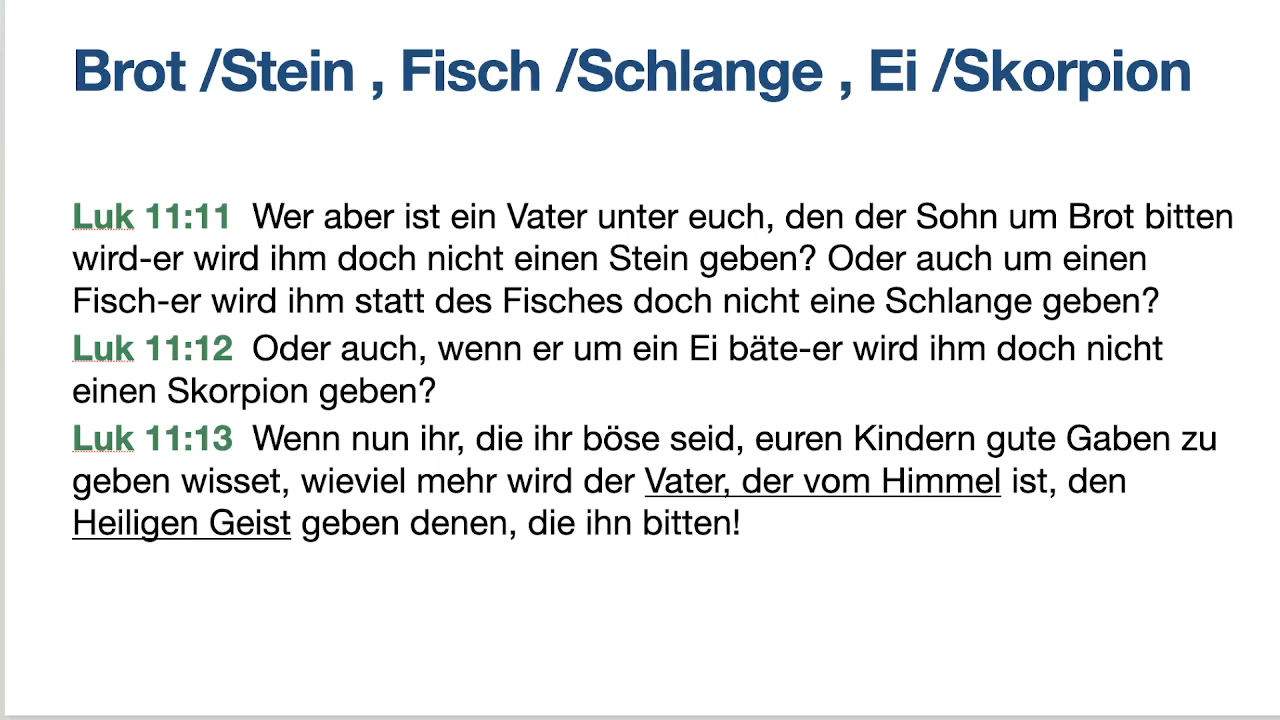 Brot /Stein , Fisch /Schlange , Ei /Skorpion
Luk 11:11 Wer aber ist ein Vater unter euch, den der Sohn um Brot bitten
wird-er wird ihm doch nicht einen Stein geben? Oder auch um einen
Fisch-er wird ihm statt des Fisches doch nicht eine Schlange geben?
Luk 11:12 Oder auch, wenn er um ein Ei bäte-er wird ihm doch nicht
einen Skorpion geben?
Luk 11:13 Wenn nun ihr, die ihr böse seid, euren Kindern gute Gaben zu
geben wisset, wieviel mehr wird der Vater, der vom Himmel ist, den
Heiligen Geist geben denen, die ihn bitten!